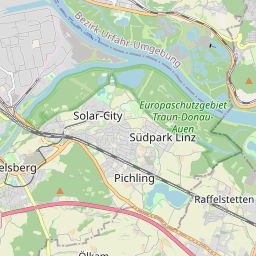 Bezirk Urfahr-Umgebung
Europaschutzgebiet
Traun-Donau-
Auen
Solar-City
Südpark Linz
elsberg
Pichling
Raffelstetten
Ölkam